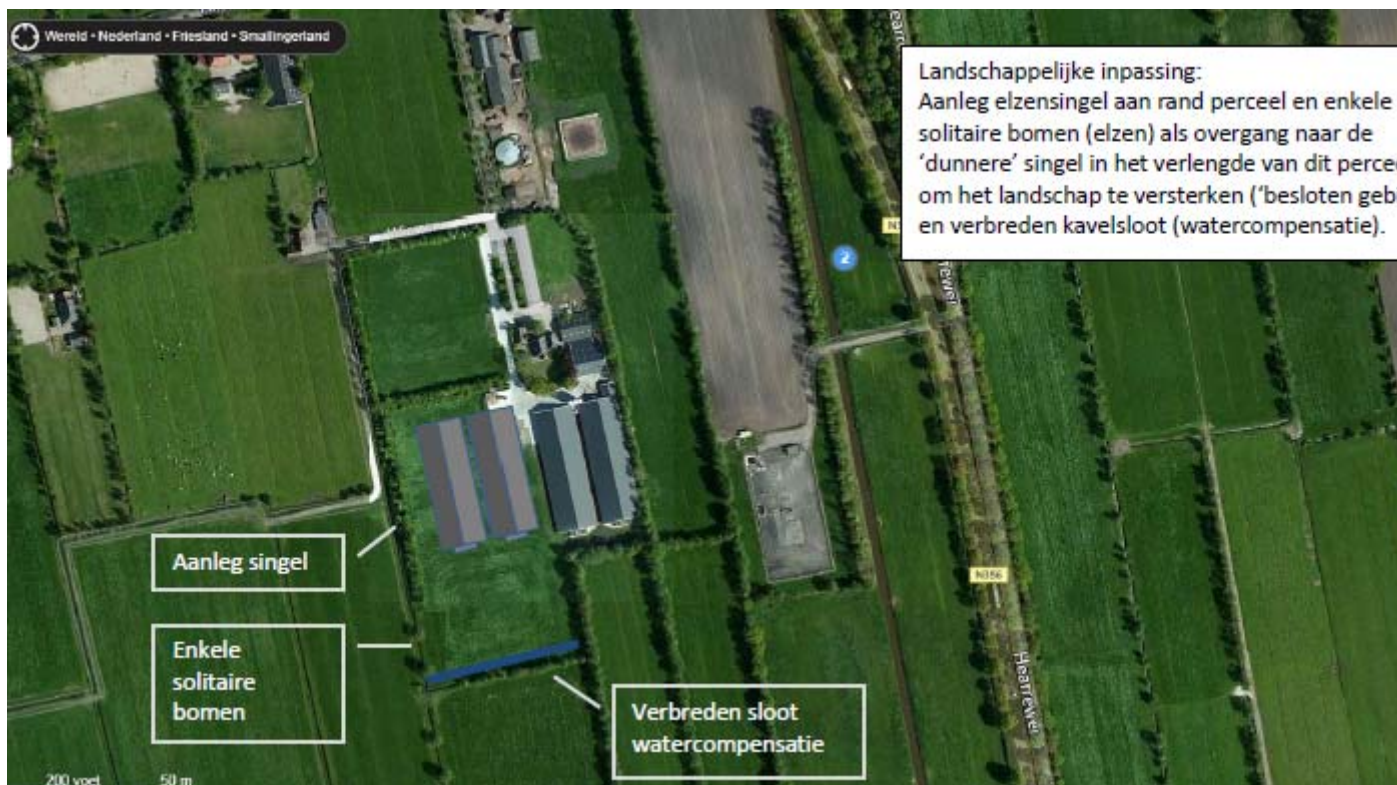 Wereld • Nederland • Friesland • Smallingerland
Landschappelijke inpassing:
Aanleg elzensingel aan rand perceel en enkele
solitaire bomen (elzen) als overgang naar de
‘dunnere’ singel in het verlengde van dit percee
om het landschap te versterken (‘besloten geb
en verbreden kavelsloot (watercompensatie).
2
Aanleg singel
N356
Enkele
solitaire
bomen
Hearrewei
Verbreden sloot
watercompensatie
200 voet 50 m